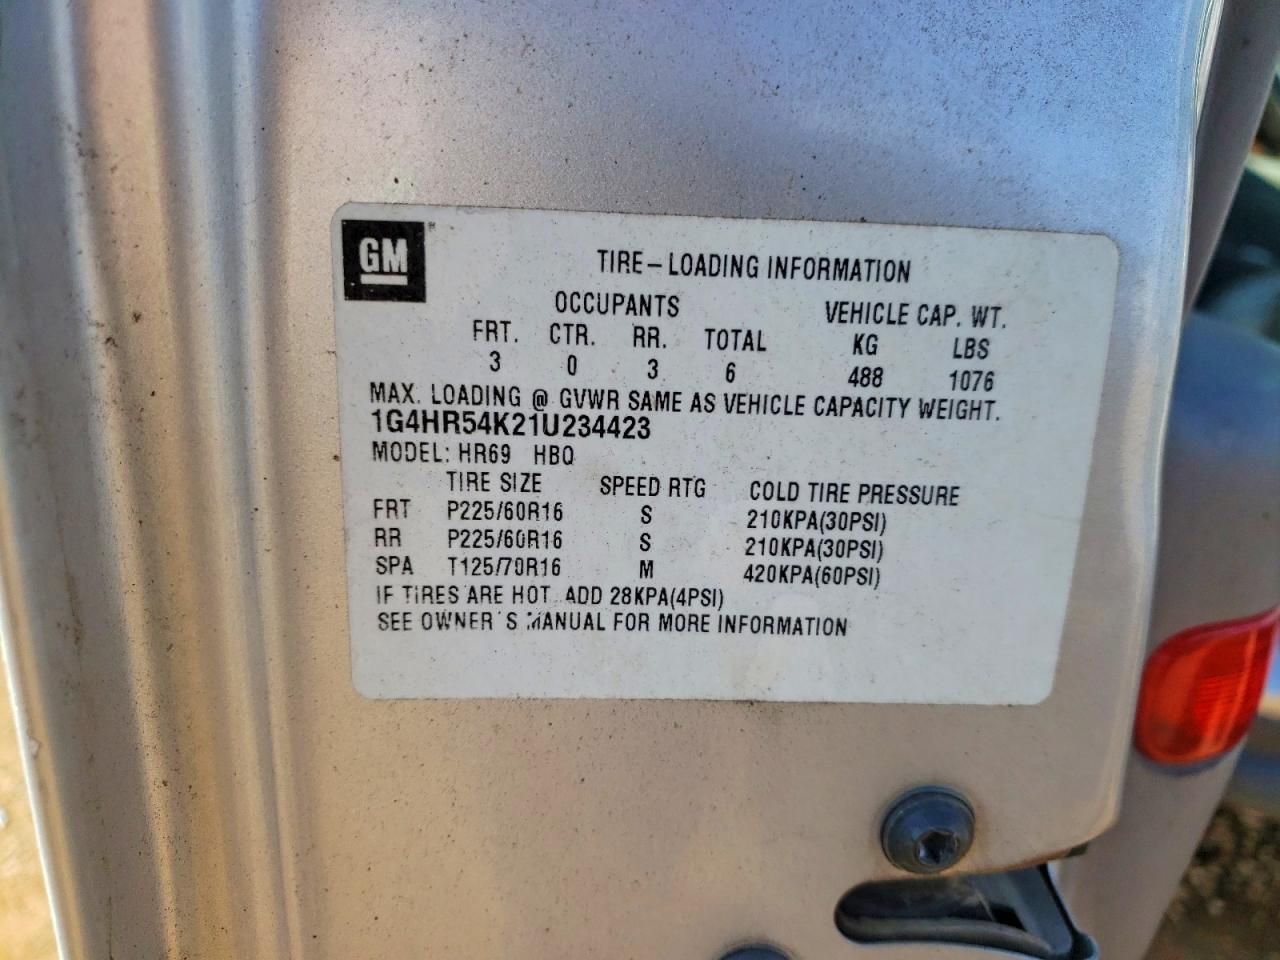 GM
TIRE-LOADING INFORMATION
OCCUPANTS VEHICLE CAP. WT.
FRT. CTR. RR. TOTAL KG LBS
3 0 3 6 488 1076
MAX. LOADING @ GVWR SAME AS VEHICLE CAPACITY WEIGHT.
1G4HR54K21U234423
MODEL: HR69 HBQ
TIRE SIZE SPEED RTG COLD TIRE PRESSURE
FRT P225/60R16 S 210KPA(30PSI)
RR P225/60R16 S 210KPA(30PSI)
SPA T125/70R16 M 420KPA(60PSI)
IF TIRES ARE HOT, ADD 28KPA(4PSI)
SEE OWNER'S MANUAL FOR MORE INFORMATION